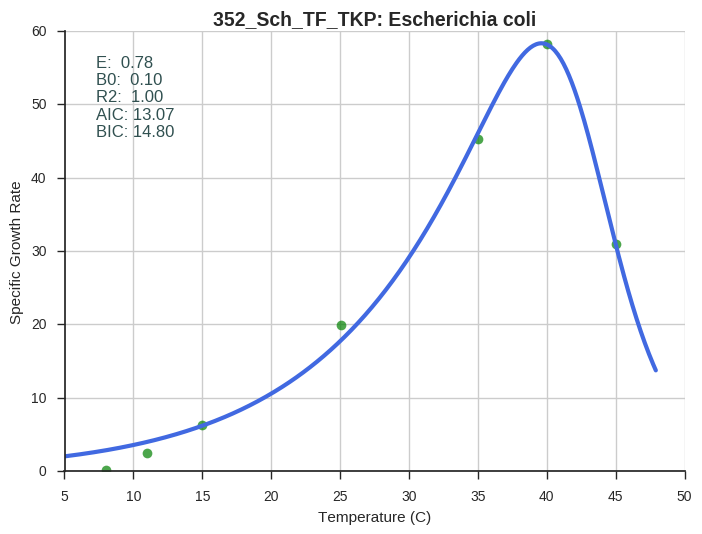 352_Sch_TF_TKP: Escherichia coli
60
E: 0.78
B0: 0.10
R2: 1.00
AIC: 13.07
BIC: 14.80
50
40
30
20
10
0
Specific Growth Rate
5 10 15 20 25 30 35 40 45 50
Temperature (C)